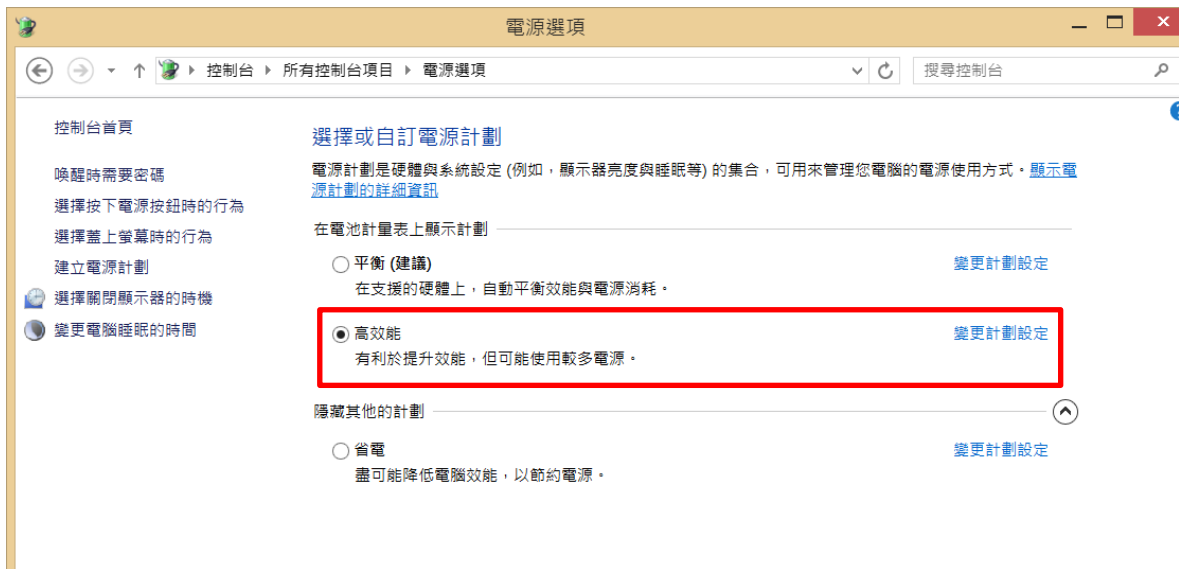 電源選項
控制台 ▸ 所有控制台項目 ▸ 電源選項
搜尋控制台
控制台首頁
喚醒時需要密碼
選擇按下電源按鈕時的行為
選擇蓋上螢幕時的行為
建立電源計劃
選擇關閉顯示器的時機
變更電腦睡眠的時間
選擇或自訂電源計劃
電源計劃是硬體與系統設定 (例如，顯示器亮度與睡眠等) 的集合，可用來管理您電腦的電源使用方式。顯示電
源計劃的詳細資訊
在電池計量表上顯示計劃
平衡 (建議) 變更計劃設定
在支援的硬體上，自動平衡效能與電源消耗。
高效能 變更計劃設定
有利於提升效能，但可能使用較多電源。
隱藏其他的計劃
省電 變更計劃設定
盡可能降低電腦效能，以節約電源。